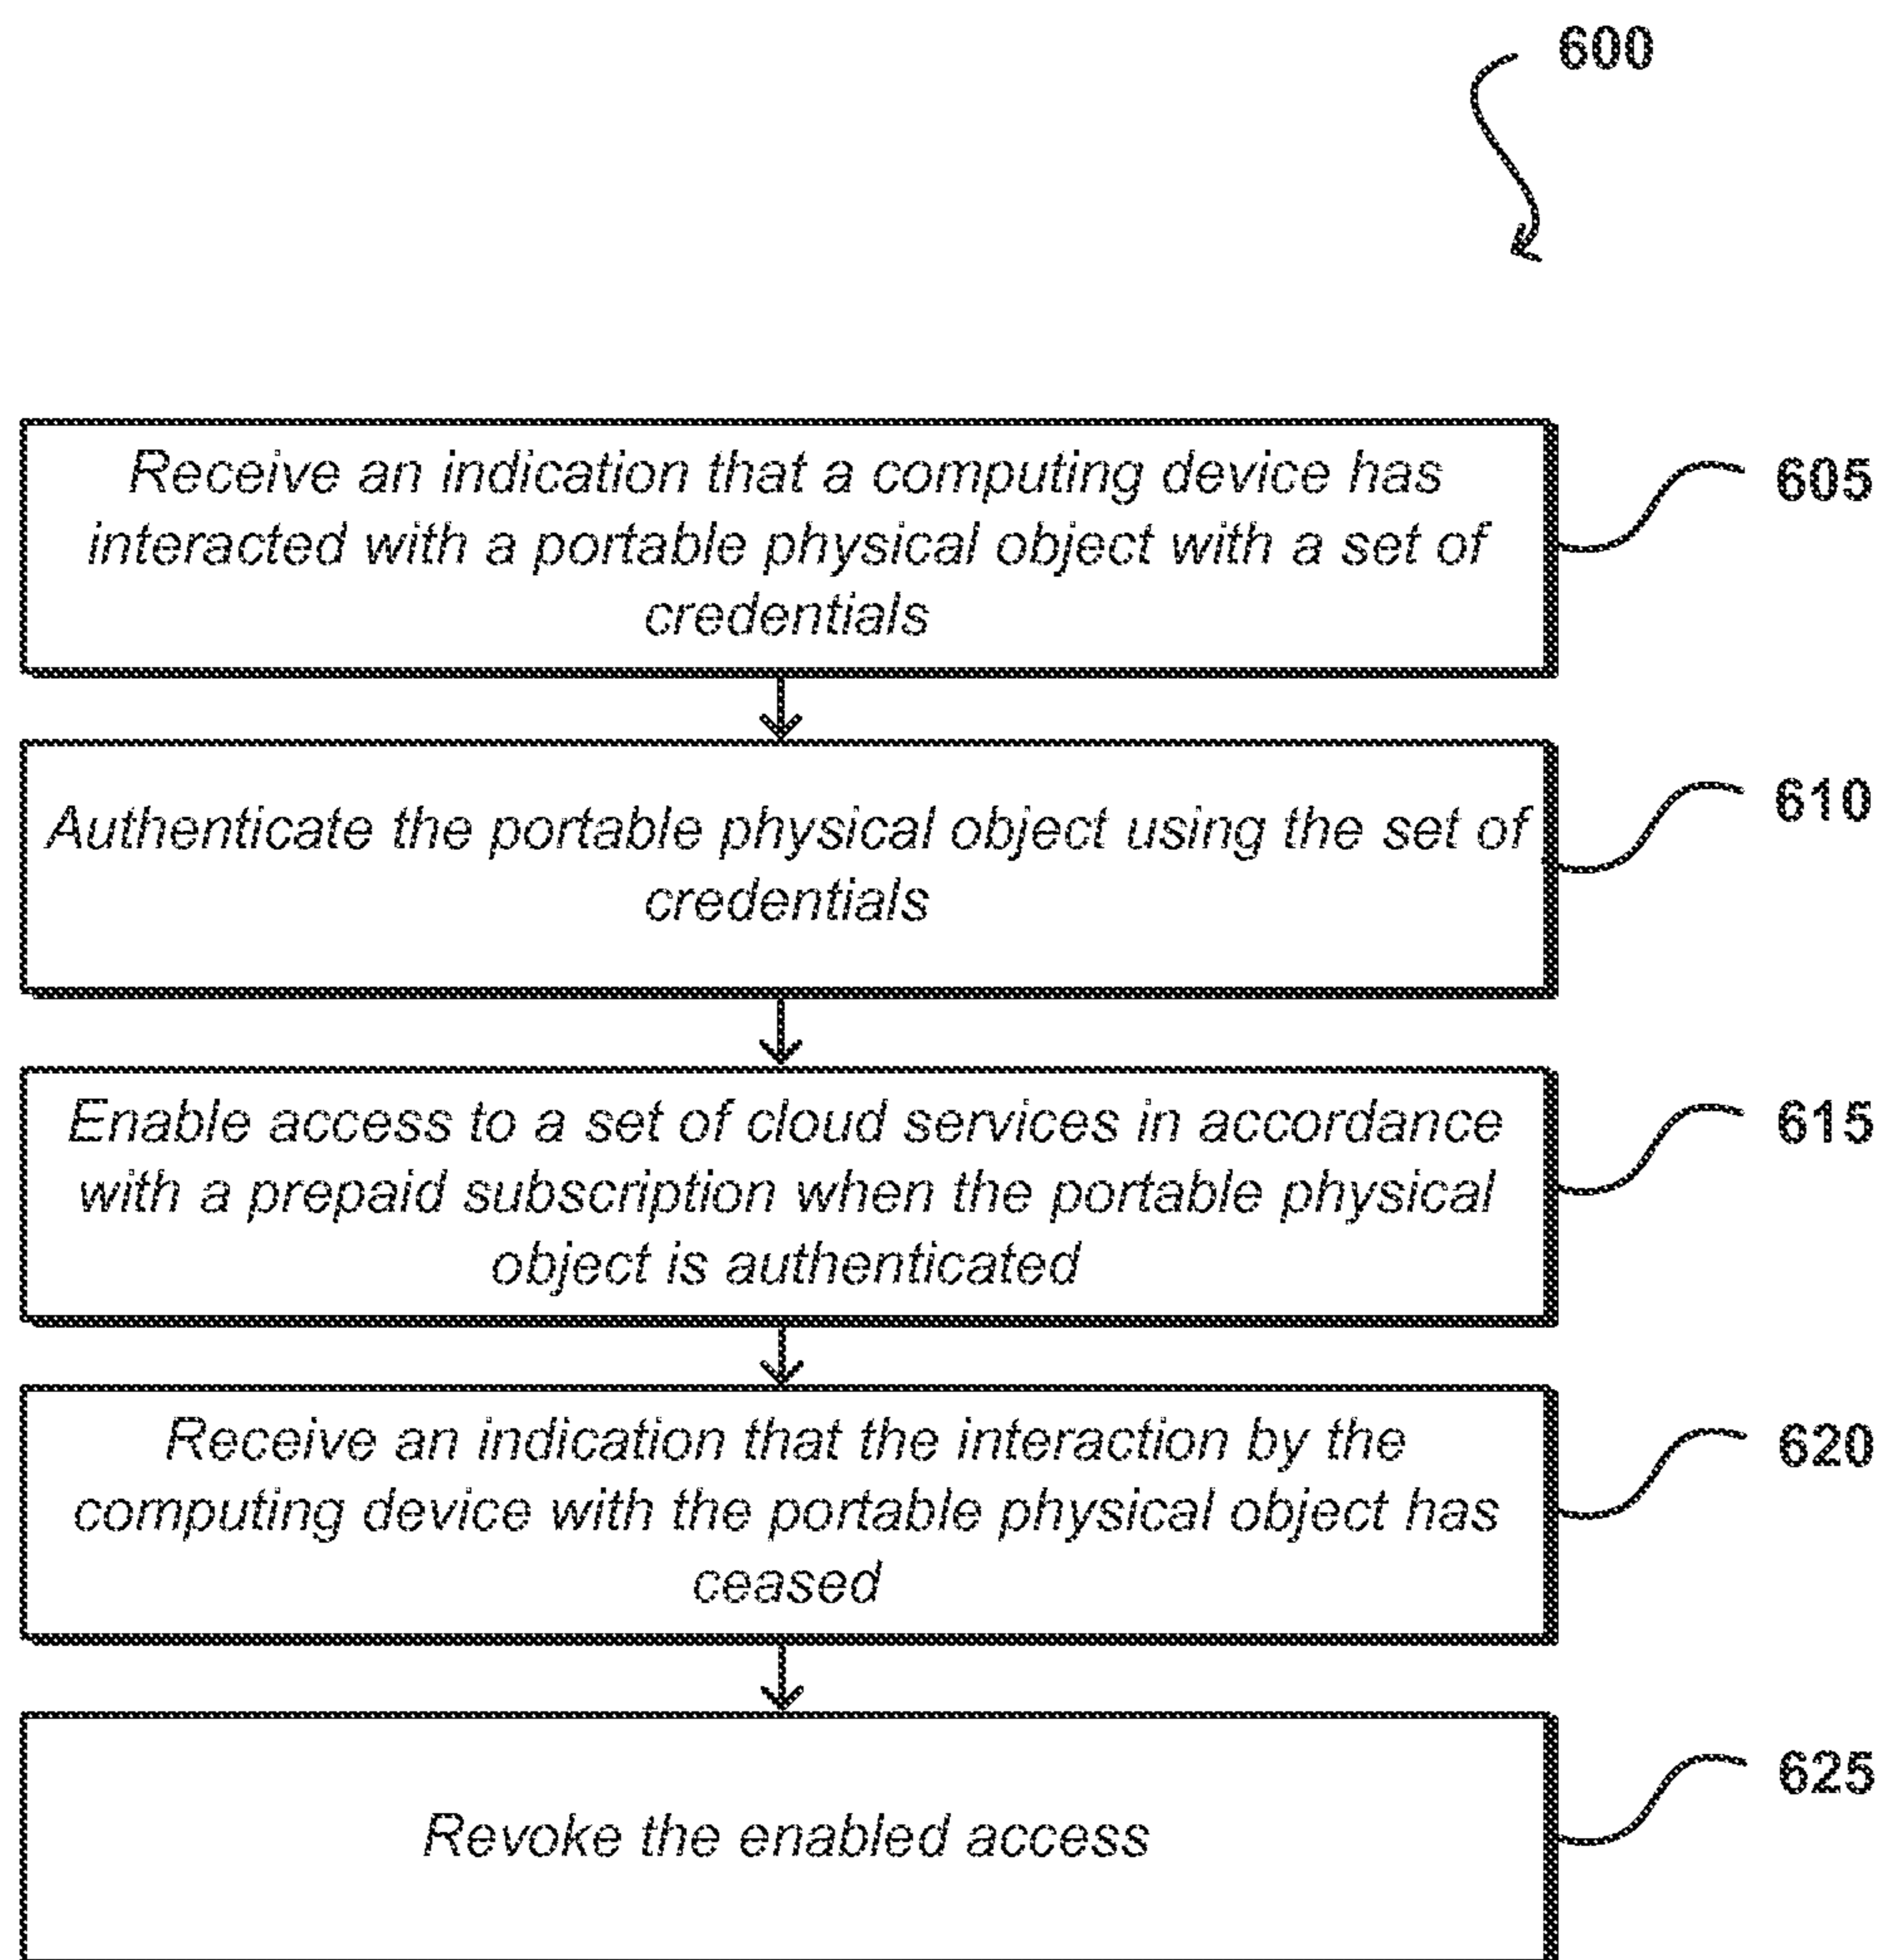 600
Receive an indication that a computing device has
interacted with a portable physical object with a set of
credentials
605
Authenticate the portable physical object using the set of
credentials
610
Enable access to a set of cloud services in accordance
with a prepaid subscription when the portable physical
object is authenticated
615
Receive an indication that the interaction by the
computing device with the portable physical object has
ceased
620
Revoke the enabled access
625